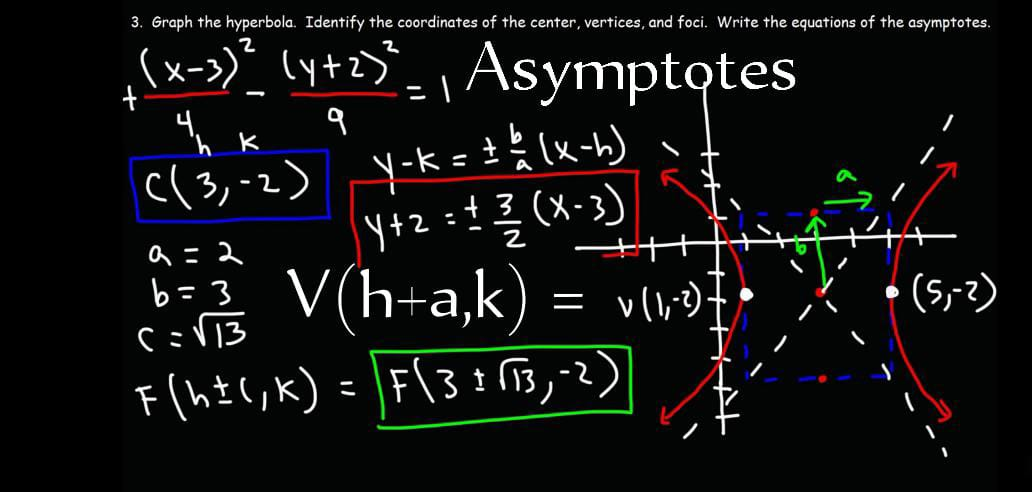 3. Graph the hyperbola. Identify the coordinates of the center, vertices, and foci. Write the equations of the asymptotes.
+(x-3)²/4 - (y+2)²/9 = 1
Asymptotes
h k
C(3,-2)
y-k = ± b/a (x-h)
y+2 = ± 3/2 (x-3)
a = 2
b = 3
c = √13
V(h+a,k) = V(1,-2)
(5,-2)
F(h±c,k) = F(3±√13,-2)
a
b